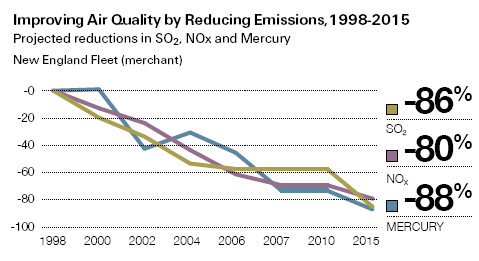 Improving Air Quality by Reducing Emissions, 1998-2015
Projected reductions in SO₂, NOx and Mercury
New England Fleet (merchant)
-0
-20
-40
-60
-80
-100
1998 2000 2002 2004 2006 2007 2010 2015
-86%
SO₂
-80%
NOx
-88%
MERCURY